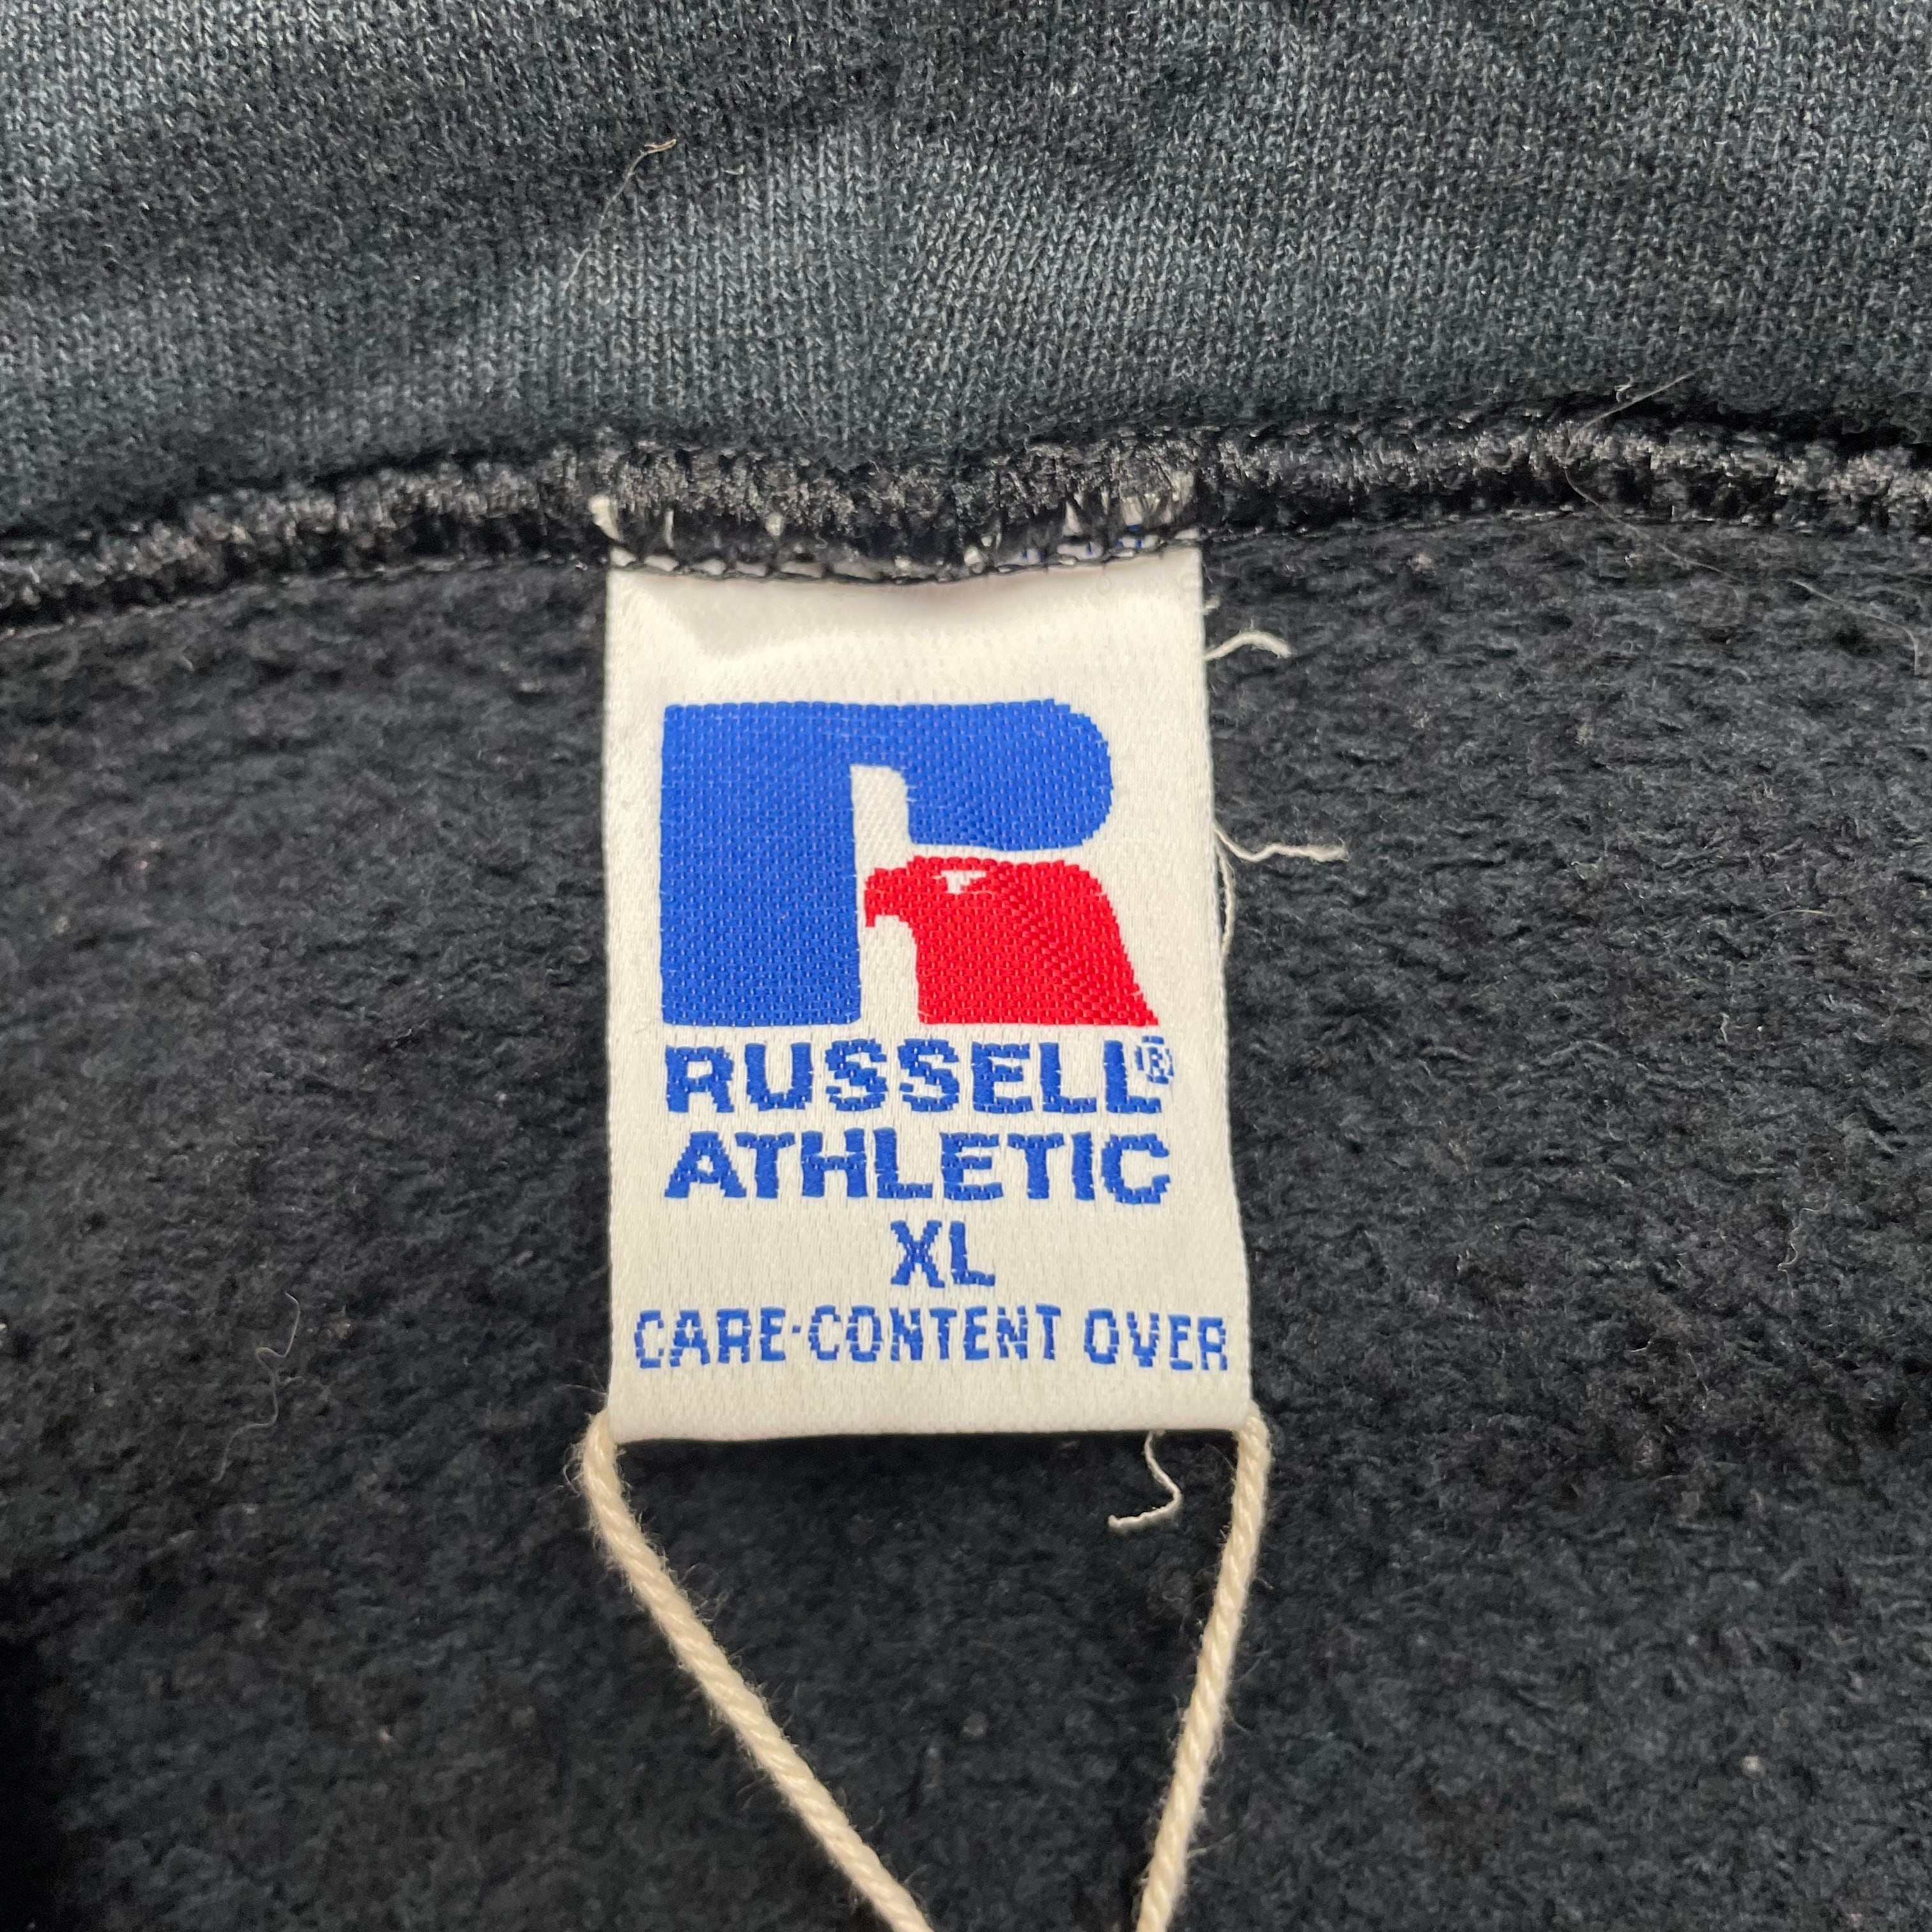 RUSSELL®
ATHLETIC
XL
CARE-CONTENT OVER